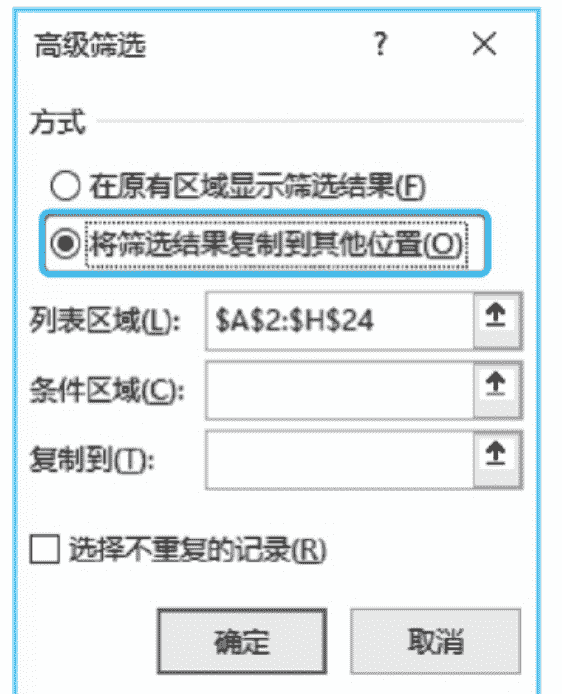 高级筛选 ?
方式
在原有区域显示筛选结果(F)
将筛选结果复制到其他位置(O)
列表区域(L): $A$2:$H$24
条件区域(C):
复制到(T):
选择不重复的记录(R)
确定 取消